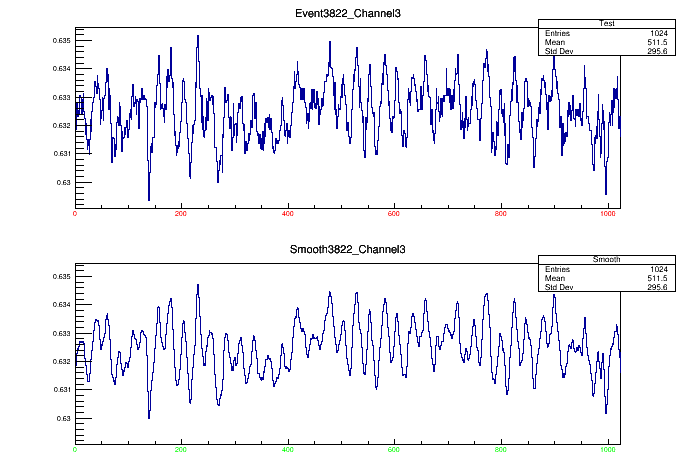 Event3822_Channel3
Test
Entries 1024
Mean 511.5
Std Dev 295.6
0.635
0.634
0.633
0.632
0.631
0.63
0 200 400 600 800 1000
Smooth3822_Channel3
Smooth
Entries 1024
Mean 511.5
Std Dev 295.6
0.635
0.634
0.633
0.632
0.631
0.63
0 200 400 600 800 1000